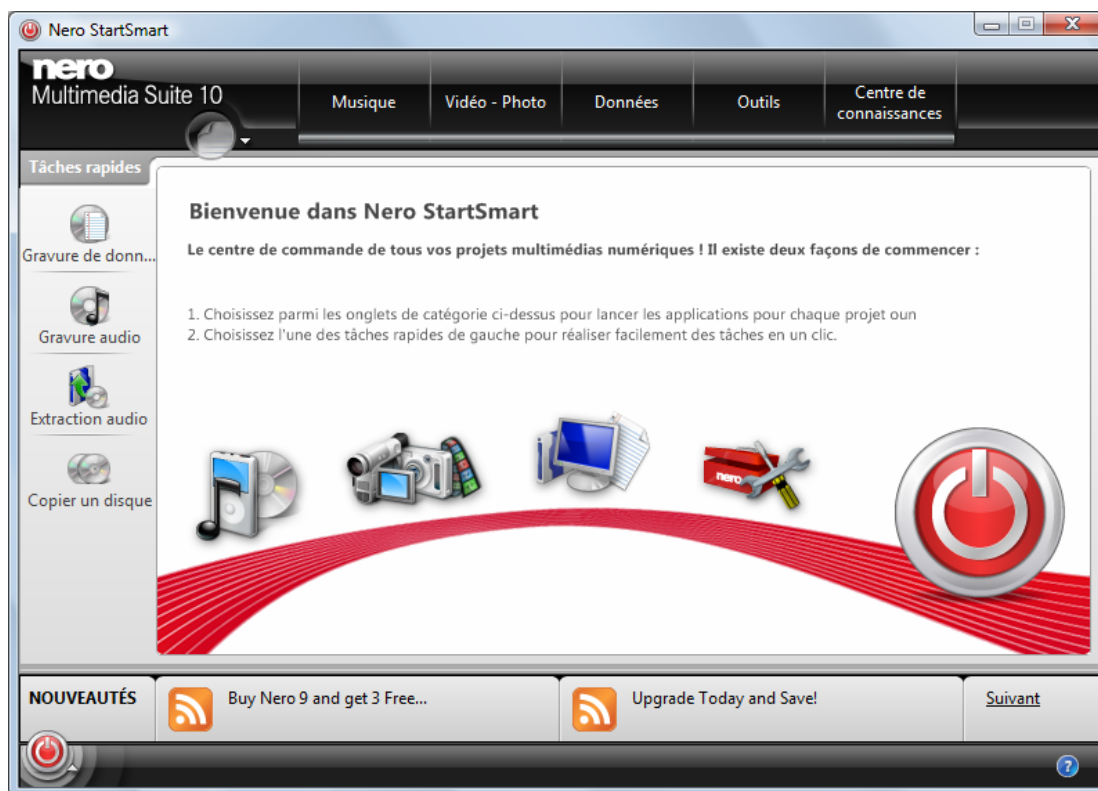 Nero StartSmart
nero
Multimedia Suite 10
Musique
Vidéo - Photo
Données
Outils
Centre de
connaissances
Tâches rapides
Gravure de donn...
Gravure audio
Extraction audio
Copier un disque
Bienvenue dans Nero StartSmart
Le centre de commande de tous vos projets multimédias numériques ! Il existe deux façons de commencer :
1. Choisissez parmi les onglets de catégorie ci-dessus pour lancer les applications pour chaque projet oun
2. Choisissez l'une des tâches rapides de gauche pour réaliser facilement des tâches en un clic.
nero
NOUVEAUTÉS
Buy Nero 9 and get 3 Free...
Upgrade Today and Save!
Suivant
?